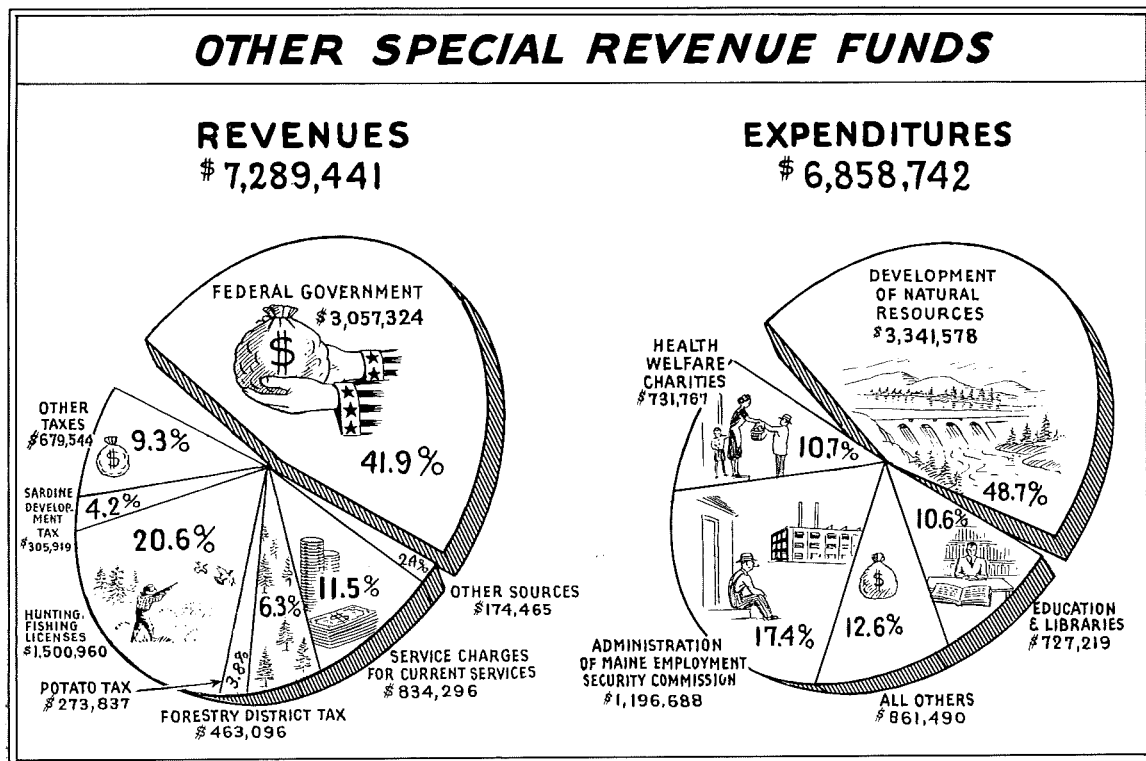 OTHER SPECIAL REVENUE FUNDS
REVENUES
$7,289,441
FEDERAL GOVERNMENT
$3,057,324
$
41.9%
OTHER
TAXES
$679,544
9.3%
$
SARDINE
DEVELOP-
MENT
TAX
$305,919
4.2%
20.6%
HUNTING,
FISHING
LICENSES
$1,500,960
3.8%
POTATO TAX
$273,837
6.3%
FORESTRY DISTRICT TAX
$463,096
11.5%
SERVICE CHARGES
FOR CURRENT SERVICES
$834,296
2.4%
OTHER SOURCES
$174,465
EXPENDITURES
$6,858,742
DEVELOPMENT
OF NATURAL
RESOURCES
$3,341,578
48.7%
HEALTH
WELFARE,
CHARITIES
$731,767
10.7%
17.4%
ADMINISTRATION
OF MAINE EMPLOYMENT
SECURITY COMMISSION
$1,196,688
$
12.6%
ALL OTHERS
$861,490
10.6%
EDUCATION
& LIBRARIES
$727,219